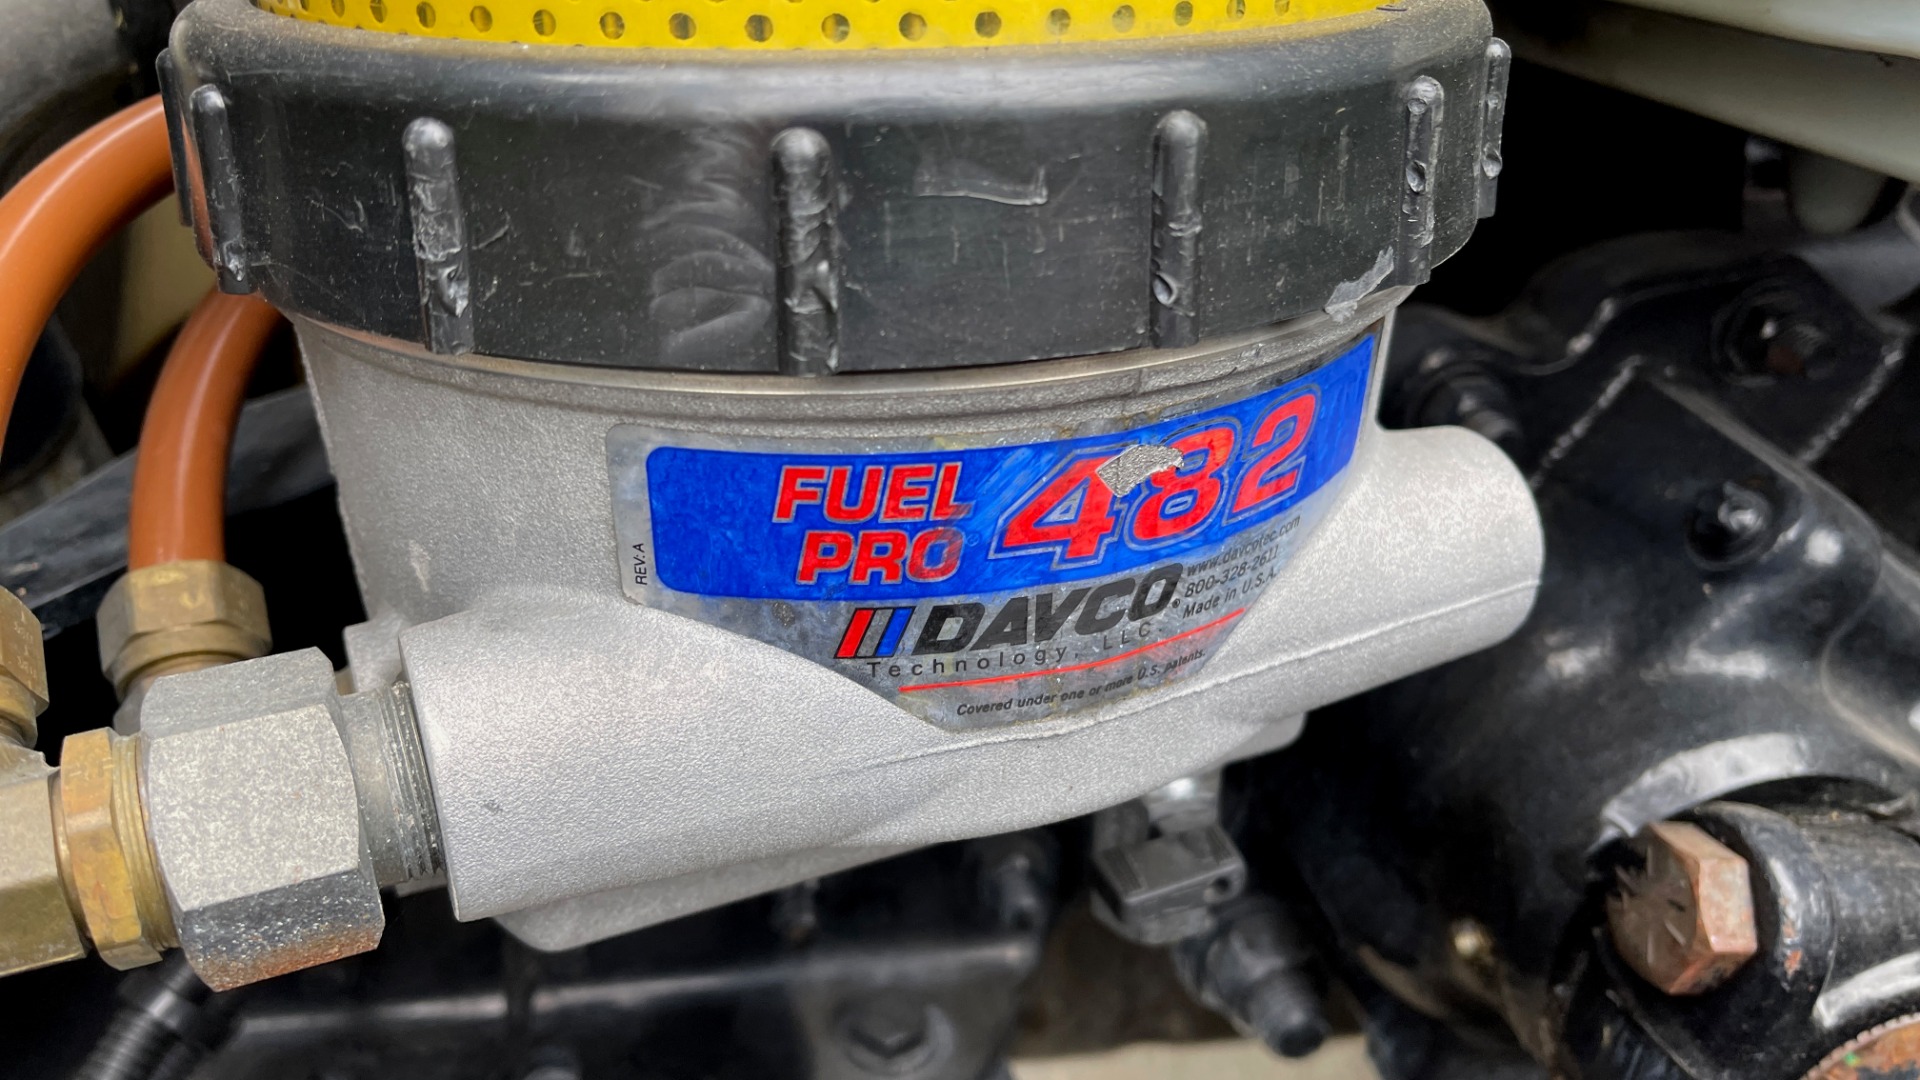 FUEL
PRO
482
REV: A
DAVCO®
Technology, LLC.
www.davcotec.com
800-328-2611
Made in U.S.A.
Covered under one or more U.S. patents.